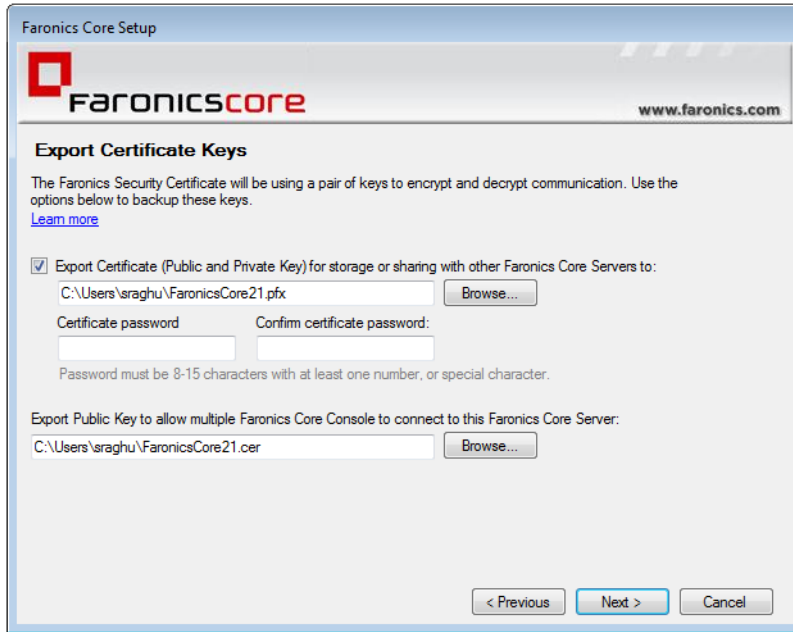 Faronics Core Setup
FARONICSCORE
www.faronics.com
Export Certificate Keys
The Faronics Security Certificate will be using a pair of keys to encrypt and decrypt communication. Use the
options below to backup these keys.
Learn more
Export Certificate (Public and Private Key) for storage or sharing with other Faronics Core Servers to:
C:\Users\sraghu\FaronicsCore21.pfx Browse...
Certificate password Confirm certificate password:
Password must be 8-15 characters with at least one number, or special character.
Export Public Key to allow multiple Faronics Core Console to connect to this Faronics Core Server:
C:\Users\sraghu\FaronicsCore21.cer Browse...
< Previous Next > Cancel